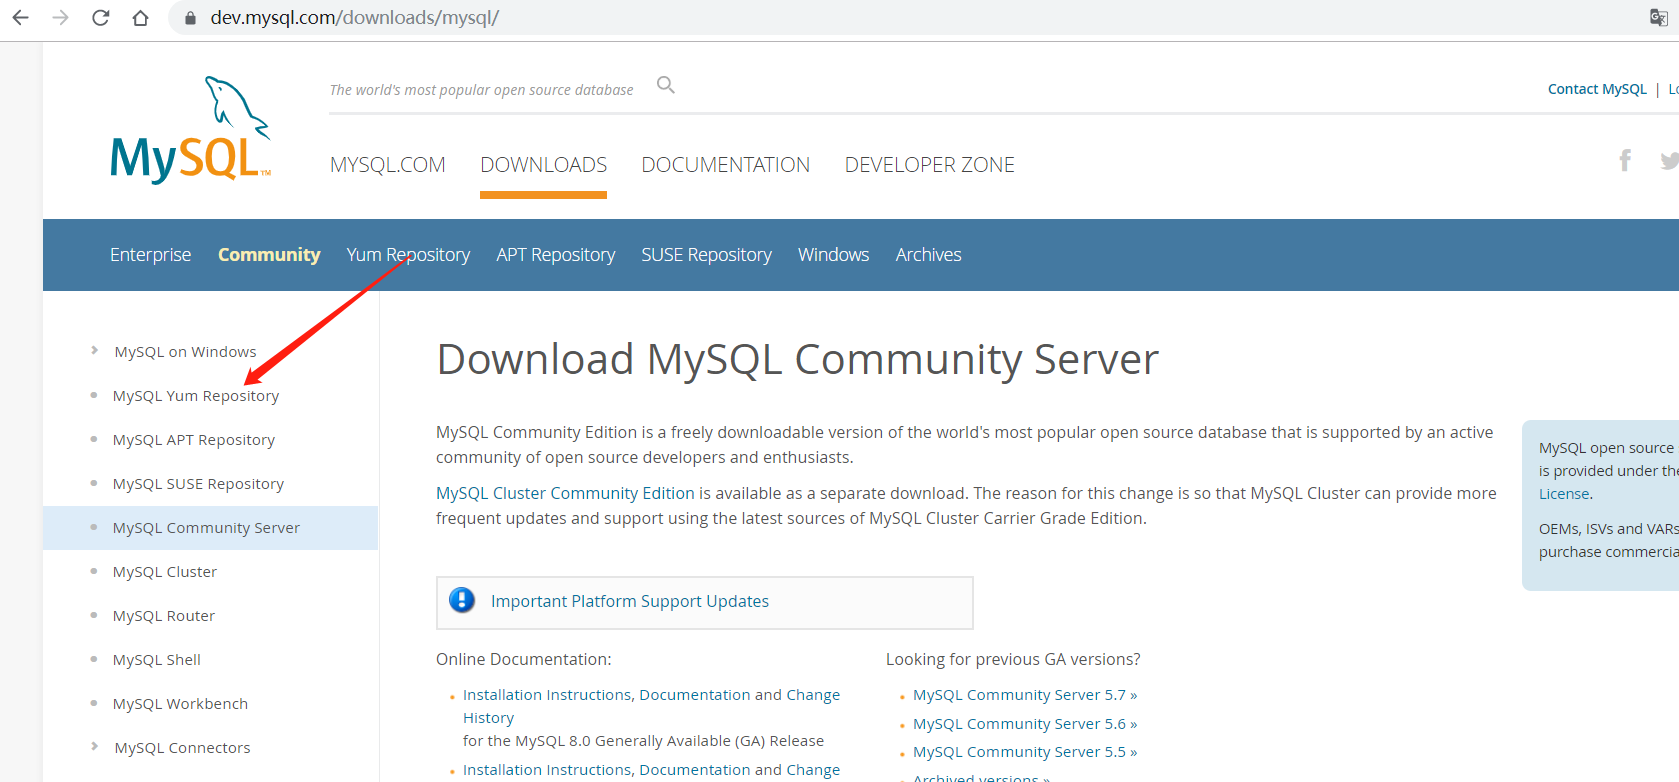 dev.mysql.com/downloads/mysql/
The world's most popular open source database
Contact MySQL |
MySQL™
MYSQL.COM DOWNLOADS DOCUMENTATION DEVELOPER ZONE
Enterprise Community Yum Repository APT Repository SUSE Repository Windows Archives
MySQL on Windows
MySQL Yum Repository
MySQL APT Repository
MySQL SUSE Repository
MySQL Community Server
MySQL Cluster
MySQL Router
MySQL Shell
MySQL Workbench
MySQL Connectors
Download MySQL Community Server
MySQL Community Edition is a freely downloadable version of the world's most popular open source database that is supported by an active
community of open source developers and enthusiasts.
MySQL Cluster Community Edition is available as a separate download. The reason for this change is so that MySQL Cluster can provide more
frequent updates and support using the latest sources of MySQL Cluster Carrier Grade Edition.
Important Platform Support Updates
Online Documentation:
Installation Instructions, Documentation and Change
History
for the MySQL 8.0 Generally Available (GA) Release
Installation Instructions, Documentation and Change
Looking for previous GA versions?
MySQL Community Server 5.7 »
MySQL Community Server 5.6 »
MySQL Community Server 5.5 »
Archived versions »
MySQL open source
is provided under the
License.
OEMs, ISVs and VARs
purchase